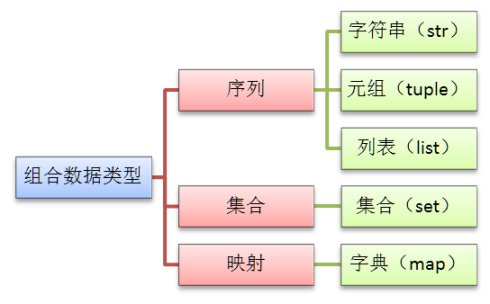 字符串（str）
序列
元组（tuple）
列表（list）
组合数据类型
集合
集合（set）
映射
字典（map）